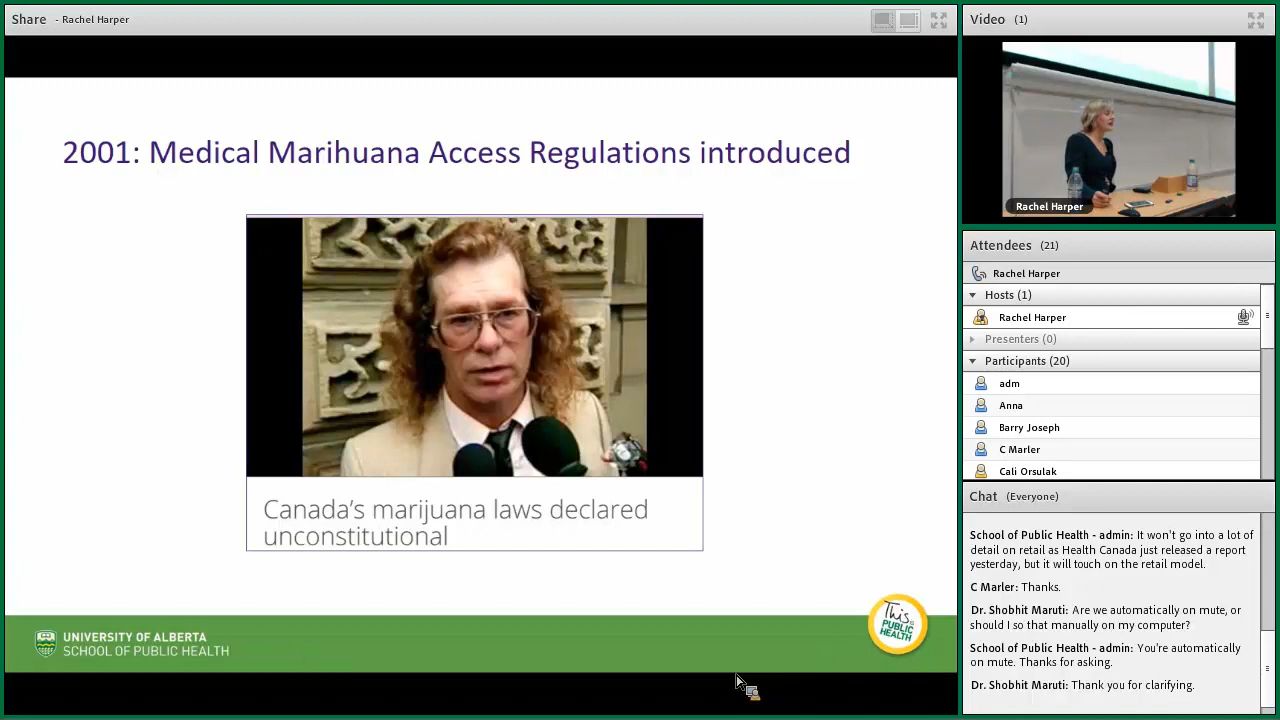 Share - Rachel Harper
2001: Medical Marihuana Access Regulations introduced
Canada's marijuana laws declared
unconstitutional
UNIVERSITY OF ALBERTA
SCHOOL OF PUBLIC HEALTH
This is
PUBLIC
HEALTH
Video (1)
Rachel Harper
Attendees (21)
Rachel Harper
Hosts (1)
Rachel Harper
Presenters (0)
Participants (20)
adm
Anna
Barry Joseph
C Marler
Cali Orsulak
Chat (Everyone)
School of Public Health - admin: It won't go into a lot of
detail on retail as Health Canada just released a report
yesterday, but it will touch on the retail model.
C Marler: Thanks.
Dr. Shobhit Maruti: Are we automatically on mute, or
should I so that manually on my computer?
School of Public Health - admin: You're automatically
on mute. Thanks for asking.
Dr. Shobhit Maruti: Thank you for clarifying.